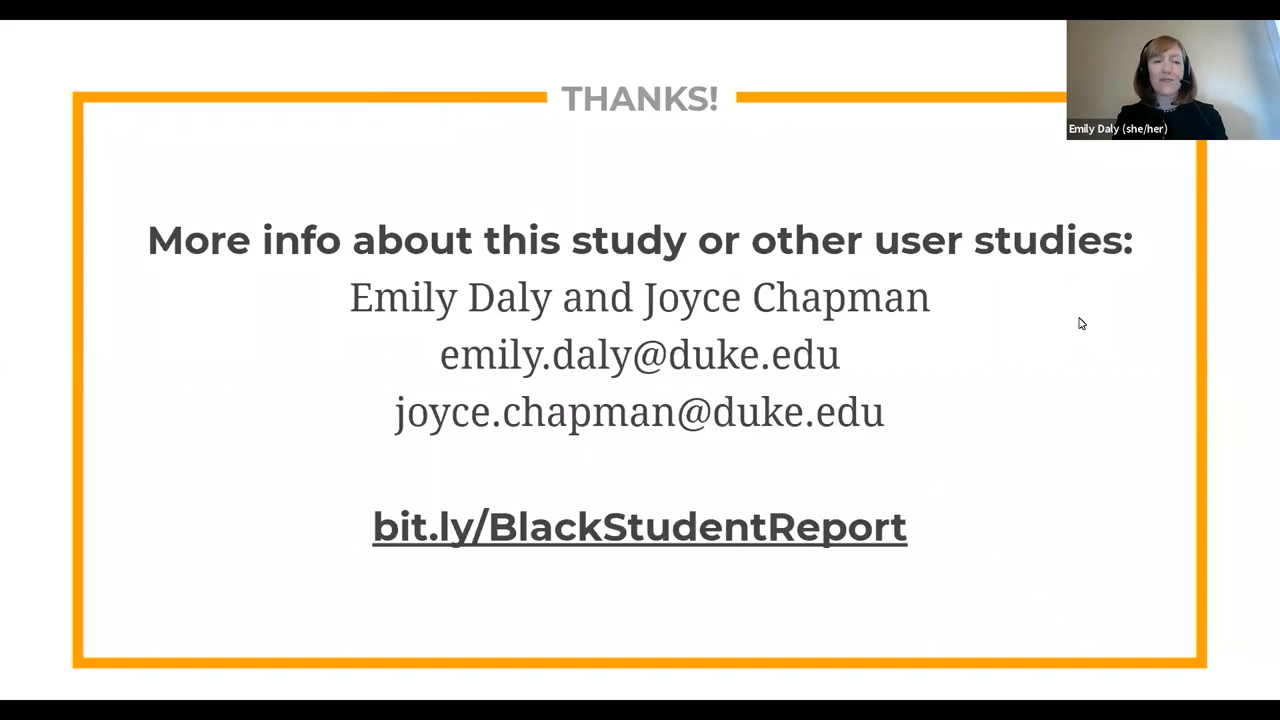 THANKS!
Emily Daly (she/her)
More info about this study or other user studies:
Emily Daly and Joyce Chapman
emily.daly@duke.edu
joyce.chapman@duke.edu
bit.ly/BlackStudentReport